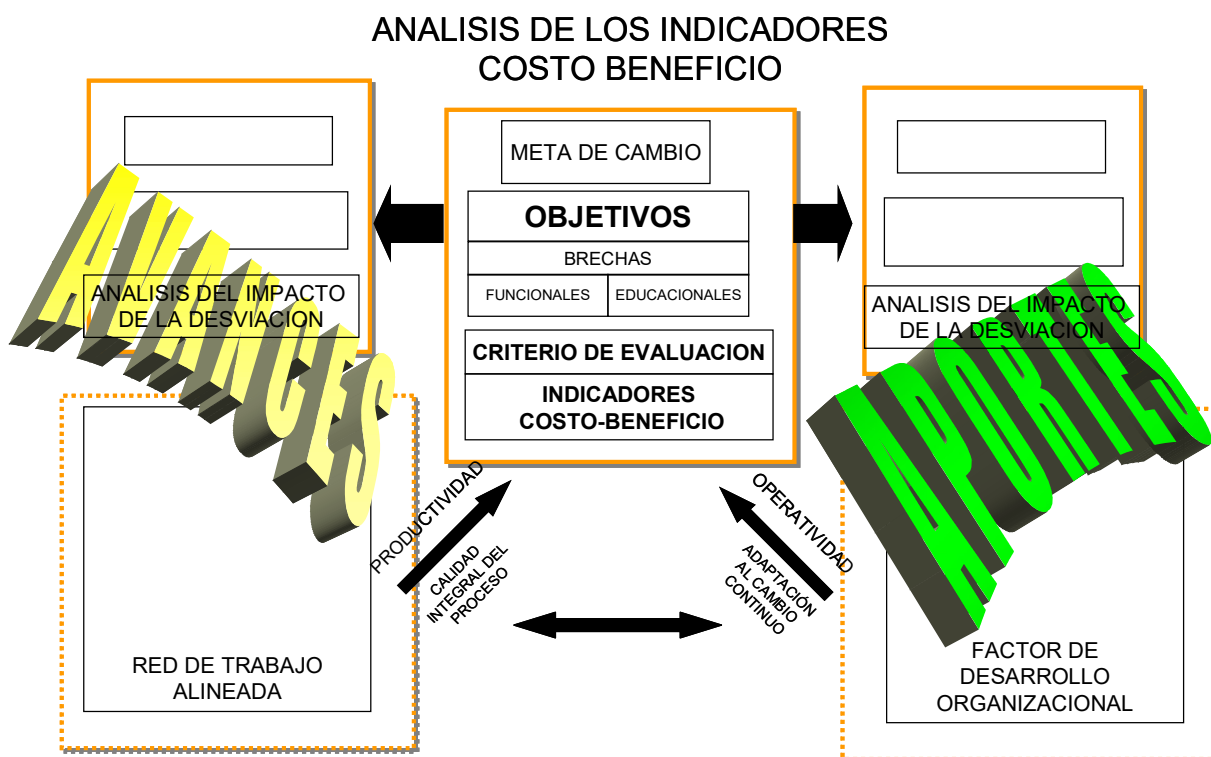 ANALISIS DE LOS INDICADORES
COSTO BENEFICIO
AVANCES
ANALISIS DEL IMPACTO
DE LA DESVIACION
META DE CAMBIO
OBJETIVOS
BRECHAS
FUNCIONALES
EDUCACIONALES
CRITERIO DE EVALUACION
INDICADORES
COSTO-BENEFICIO
ANALISIS DEL IMPACTO
DE LA DESVIACION
APORTES
PRODUCTIVIDAD
CALIDAD
INTEGRAL DEL
PROCESO
OPERATIVIDAD
ADAPTACIÓN
AL CAMBIO
CONTINUO
RED DE TRABAJO
ALINEADA
FACTOR DE
DESARROLLO
ORGANIZACIONAL